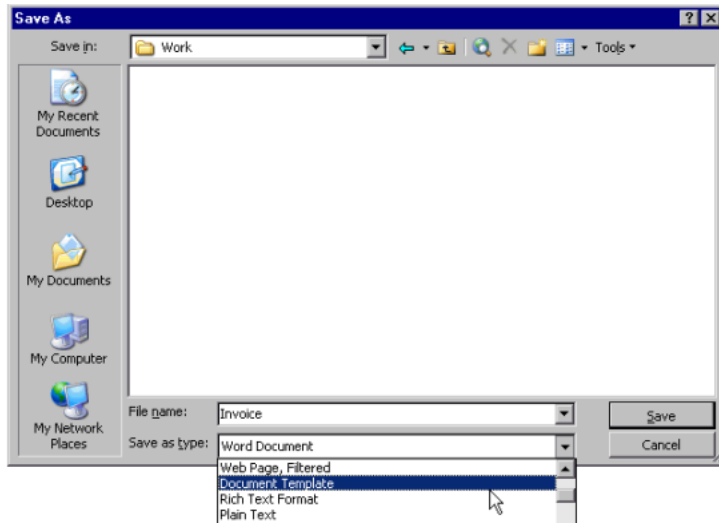 Save As
Save in:
Work
Tools
My Recent
Documents
Desktop
My Documents
My Computer
My Network
Places
File name:
Invoice
Save
Save as type:
Word Document
Cancel
Web Page, Filtered
Document Template
Rich Text Format
Plain Text